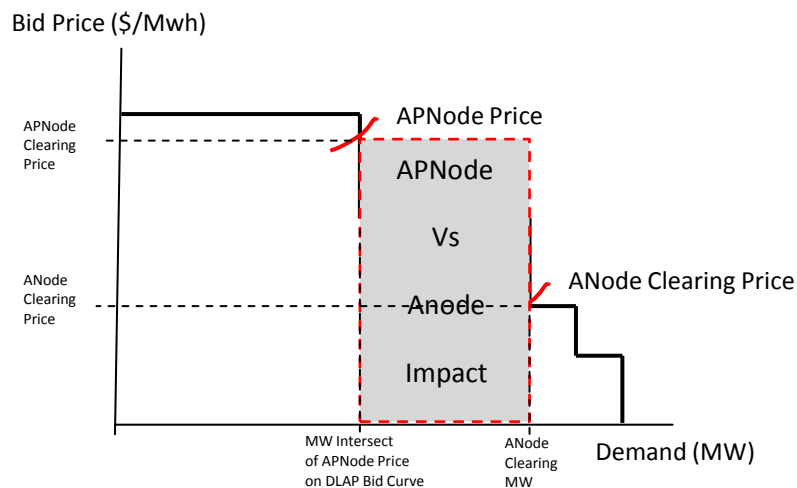 Bid Price ($/Mwh)
APNode Price
APNode
Clearing
Price
APNode
Vs
ANode Clearing Price
ANode
Clearing
Price
Anode
Impact
MW Intersect
of APNode Price
on DLAP Bid Curve
ANode
Clearing
MW
Demand (MW)